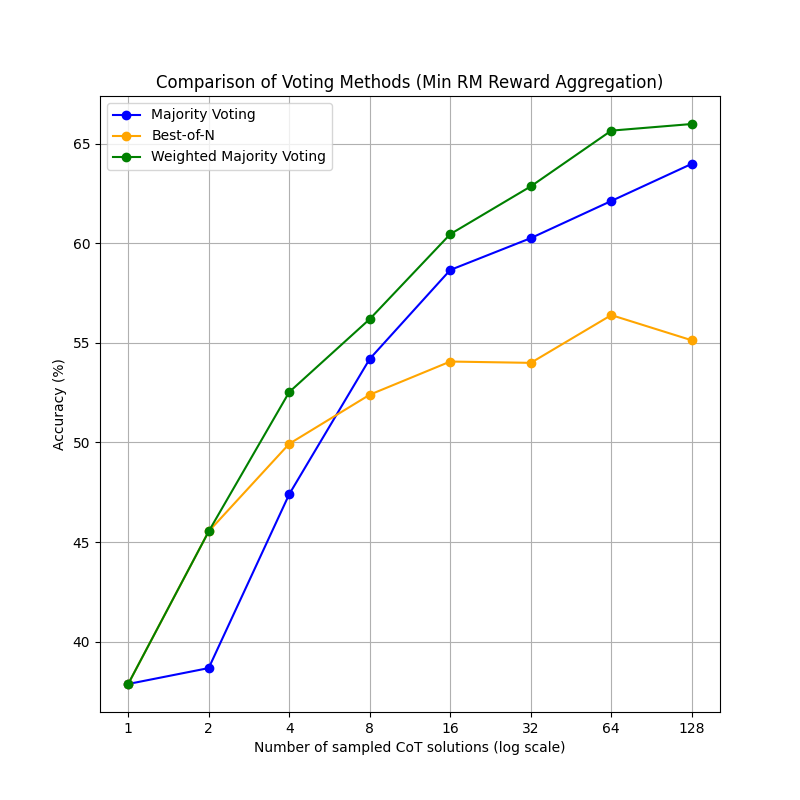 Comparison of Voting Methods (Min RM Reward Aggregation)
Majority Voting
Best-of-N
Weighted Majority Voting
65
60
55
50
45
40
Accuracy (%)
1 2 4 8 16 32 64 128
Number of sampled CoT solutions (log scale)